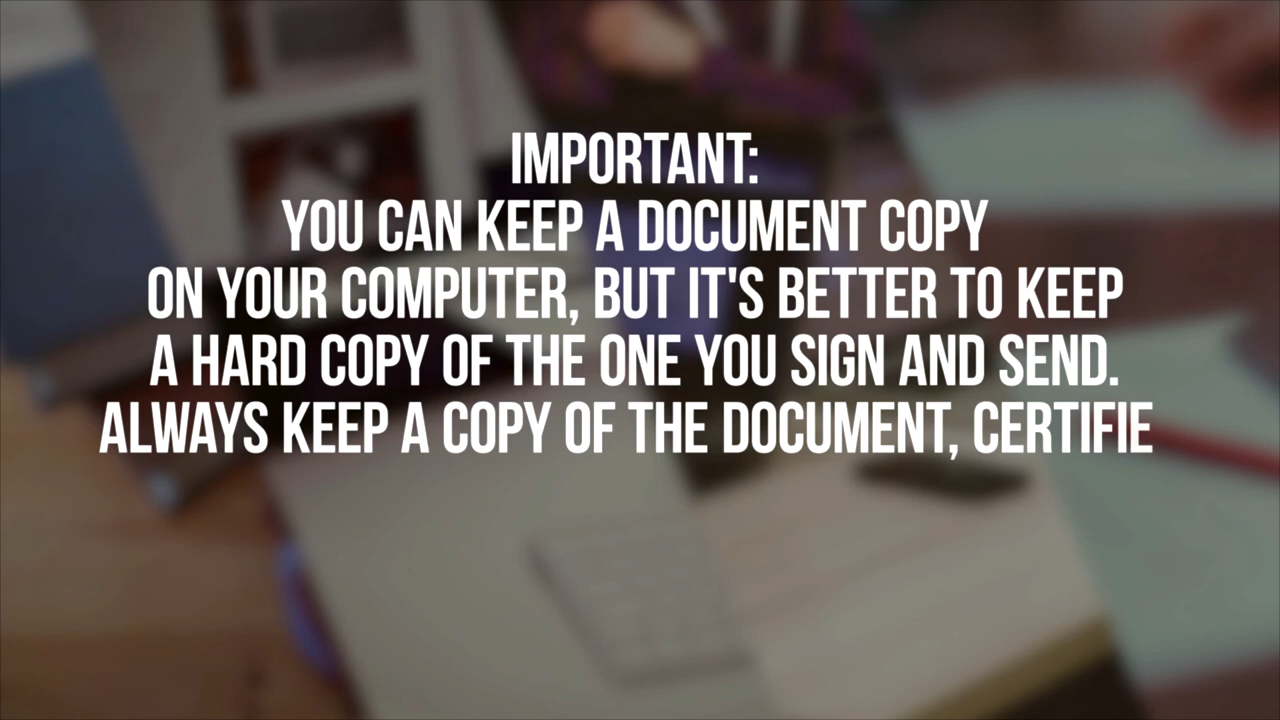 IMPORTANT:
YOU CAN KEEP A DOCUMENT COPY
ON YOUR COMPUTER, BUT IT'S BETTER TO KEEP
A HARD COPY OF THE ONE YOU SIGN AND SEND.
ALWAYS KEEP A COPY OF THE DOCUMENT, CERTIFIE